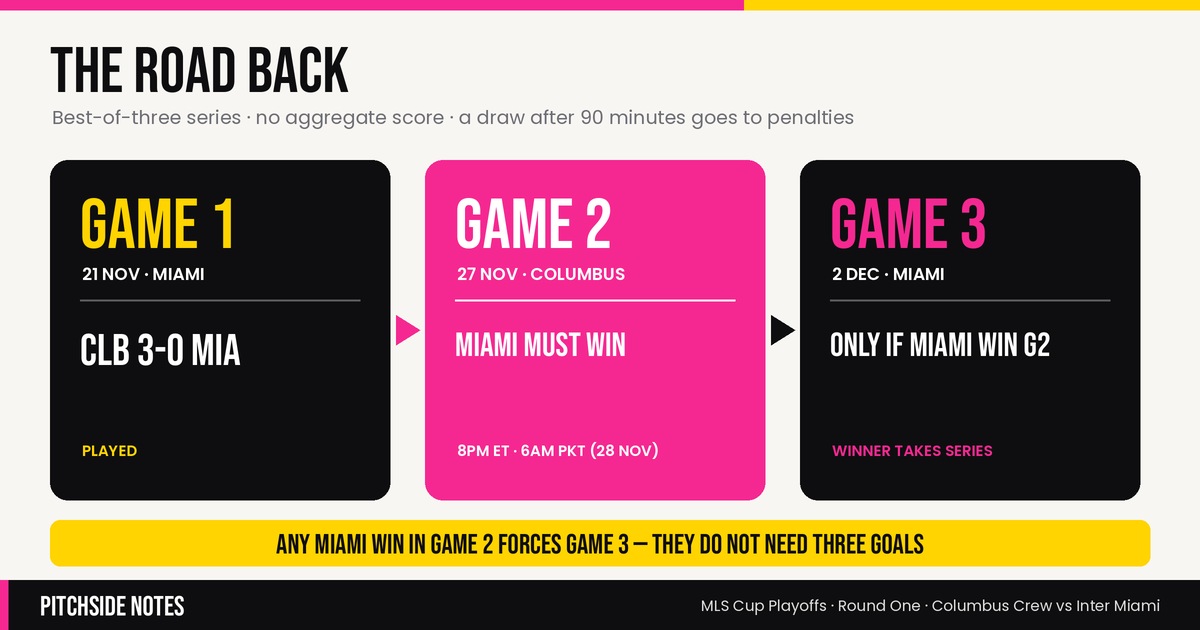 THE ROAD BACK
Best-of-three series · no aggregate score · a draw after 90 minutes goes to penalties
GAME 1
21 NOV · MIAMI
CLB 3-0 MIA
PLAYED
GAME 2
27 NOV · COLUMBUS
MIAMI MUST WIN
8PM ET · 6AM PKT (28 NOV)
GAME 3
2 DEC · MIAMI
ONLY IF MIAMI WIN G2
WINNER TAKES SERIES
ANY MIAMI WIN IN GAME 2 FORCES GAME 3 — THEY DO NOT NEED THREE GOALS
PITCHSIDE NOTES
MLS Cup Playoffs · Round One · Columbus Crew vs Inter Miami